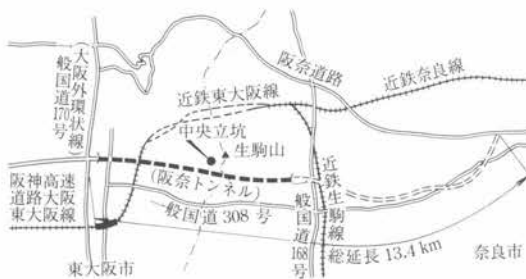 (大阪外環状線)
一般国道170号
阪奈道路
近鉄奈良線
近鉄東大阪線
中央立坑
生駒山
阪神高速
道路大阪
東大阪線
(阪奈トンネル)
一般国道308号
一般国道168号
近鉄生駒線
総延長13.4km
東大阪市
奈良市